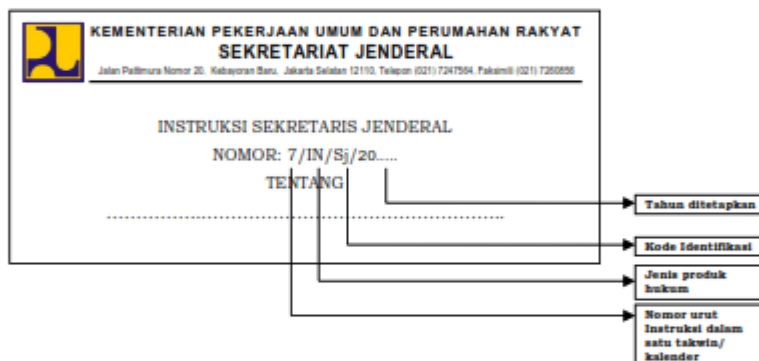 KEMENTERIAN PEKERJAAN UMUM DAN PERUMAHAN RAKYAT
SEKRETARIAT JENDERAL
Jalan Pattimura Nomor 20, Kebayoran Baru, Jakarta Selatan 12110, Telepon (021) 7247564, Faksimili (021) 7260856
INSTRUKSI SEKRETARIS JENDERAL
NOMOR: 7/IN/Sj/20.....
TENTANG
.....................................................................
Tahun ditetapkan
Kode Identifikasi
Jenis produk
hukum
Nomor urut
Instruksi dalam
satu takwin/
kalender